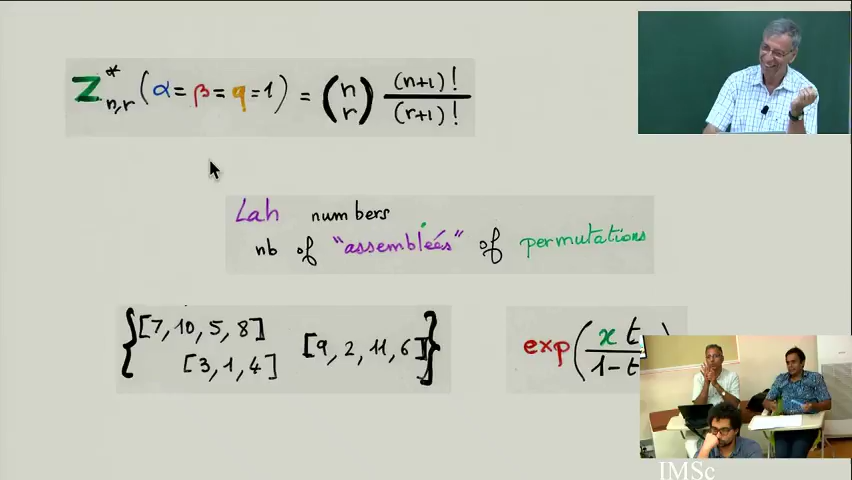 Z*n,r (α = β = q = 1) = (n r) (n+1)! / (r+1)!
Lah numbers
nb of "assembléés" of permutations
{[7, 10, 5, 8]
[3, 1, 4]
[9, 2, 11, 6]}
exp(x t / 1-t)
IMSc